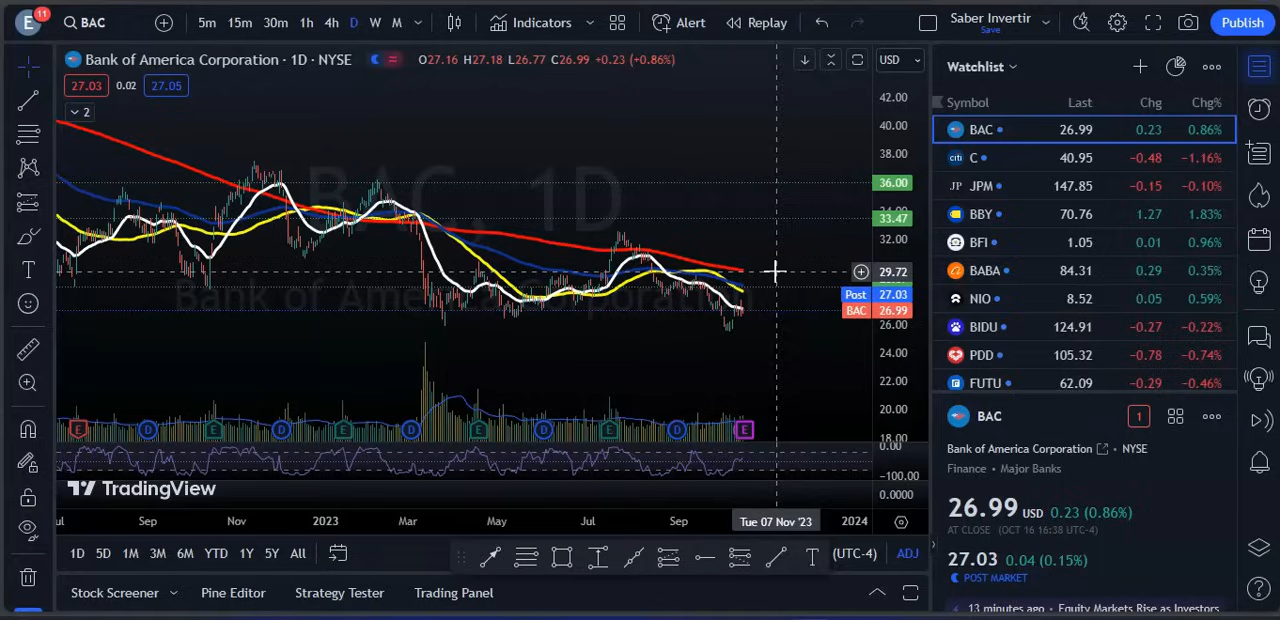 E 11 BAC 5m 15m 30m 1h 4h D W M Indicators Alert Replay Saber Invertir Save Publish
Bank of America Corporation · 1D · NYSE O27.16 H27.18 L26.77 C26.99 +0.23 (+0.86%) USD
27.03 0.02 27.05
2
BAC, 1D
Bank of America Corporation
42.00
40.00
38.00
36.00
34.00
33.47
32.00
29.72
Post 27.03
BAC 26.99
26.00
24.00
22.00
20.00
18.00
0.00
−100.00
0.0000
E D E D E D E D E D E
TradingView
Sep Nov 2023 Mar May Jul Sep Tue 07 Nov '23 2024
1D 5D 1M 3M 6M YTD 1Y 5Y All (UTC-4) ADJ
Stock Screener Pine Editor Strategy Tester Trading Panel
Watchlist
Symbol Last Chg Chg%
BAC 26.99 0.23 0.86%
citi C 40.95 −0.48 −1.16%
JP JPM 147.85 −0.15 −0.10%
BBY 70.76 1.27 1.83%
BFI 1.05 0.01 0.96%
BABA 84.31 0.29 0.35%
NIO 8.52 0.05 0.59%
BIDU 124.91 −0.27 −0.22%
PDD 105.32 −0.78 −0.74%
FUTU 62.09 −0.29 −0.46%
BAC 1
Bank of America Corporation · NYSE
Finance · Major Banks
26.99 USD 0.23 (0.86%)
AT CLOSE (OCT 16 16:38 UTC-4)
27.03 0.04 (0.15%)
POST MARKET
13 minutes ago · Equity Markets Rise as Investors